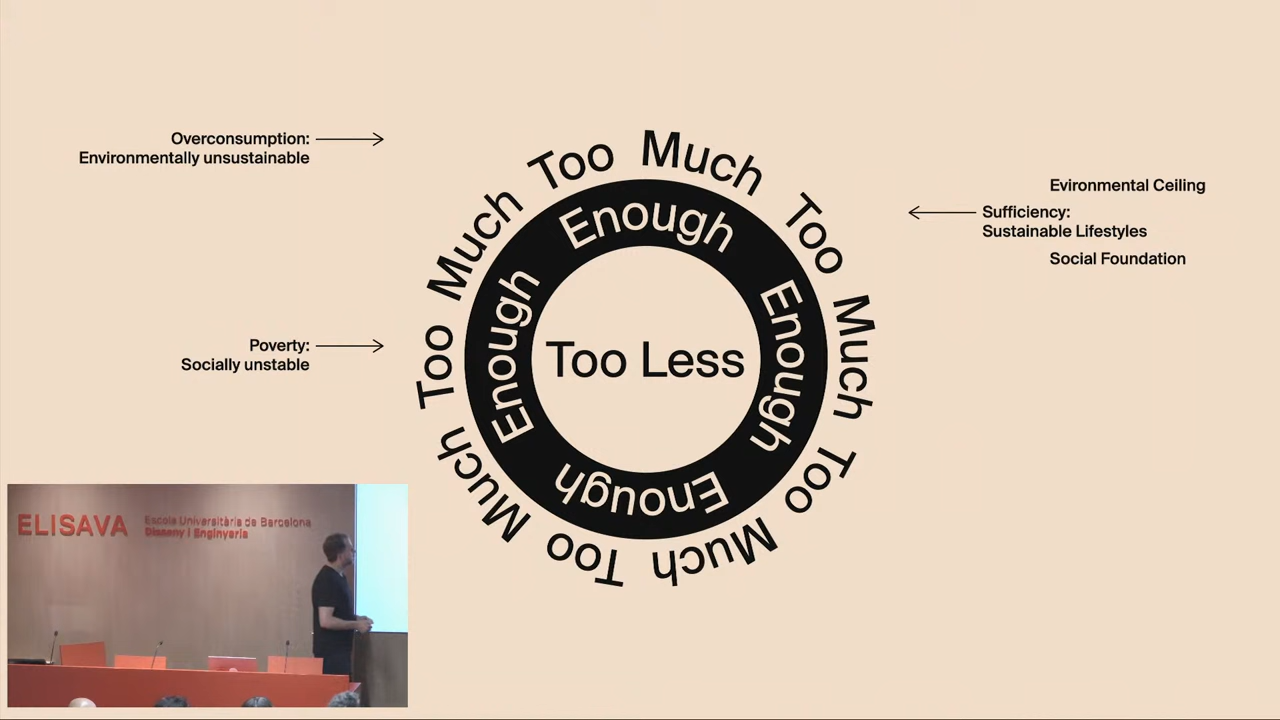 Overconsumption:
Environmentally unsustainable
Poverty:
Socially unstable
Too Much Too Much Too Much Too Much Too Much
Enough Enough Enough Enough
Too Less
Evironmental Ceiling
Sufficiency:
Sustainable Lifestyles
Social Foundation
ELISAVA
Escola Universitària de Barcelona
Disseny i Enginyeria